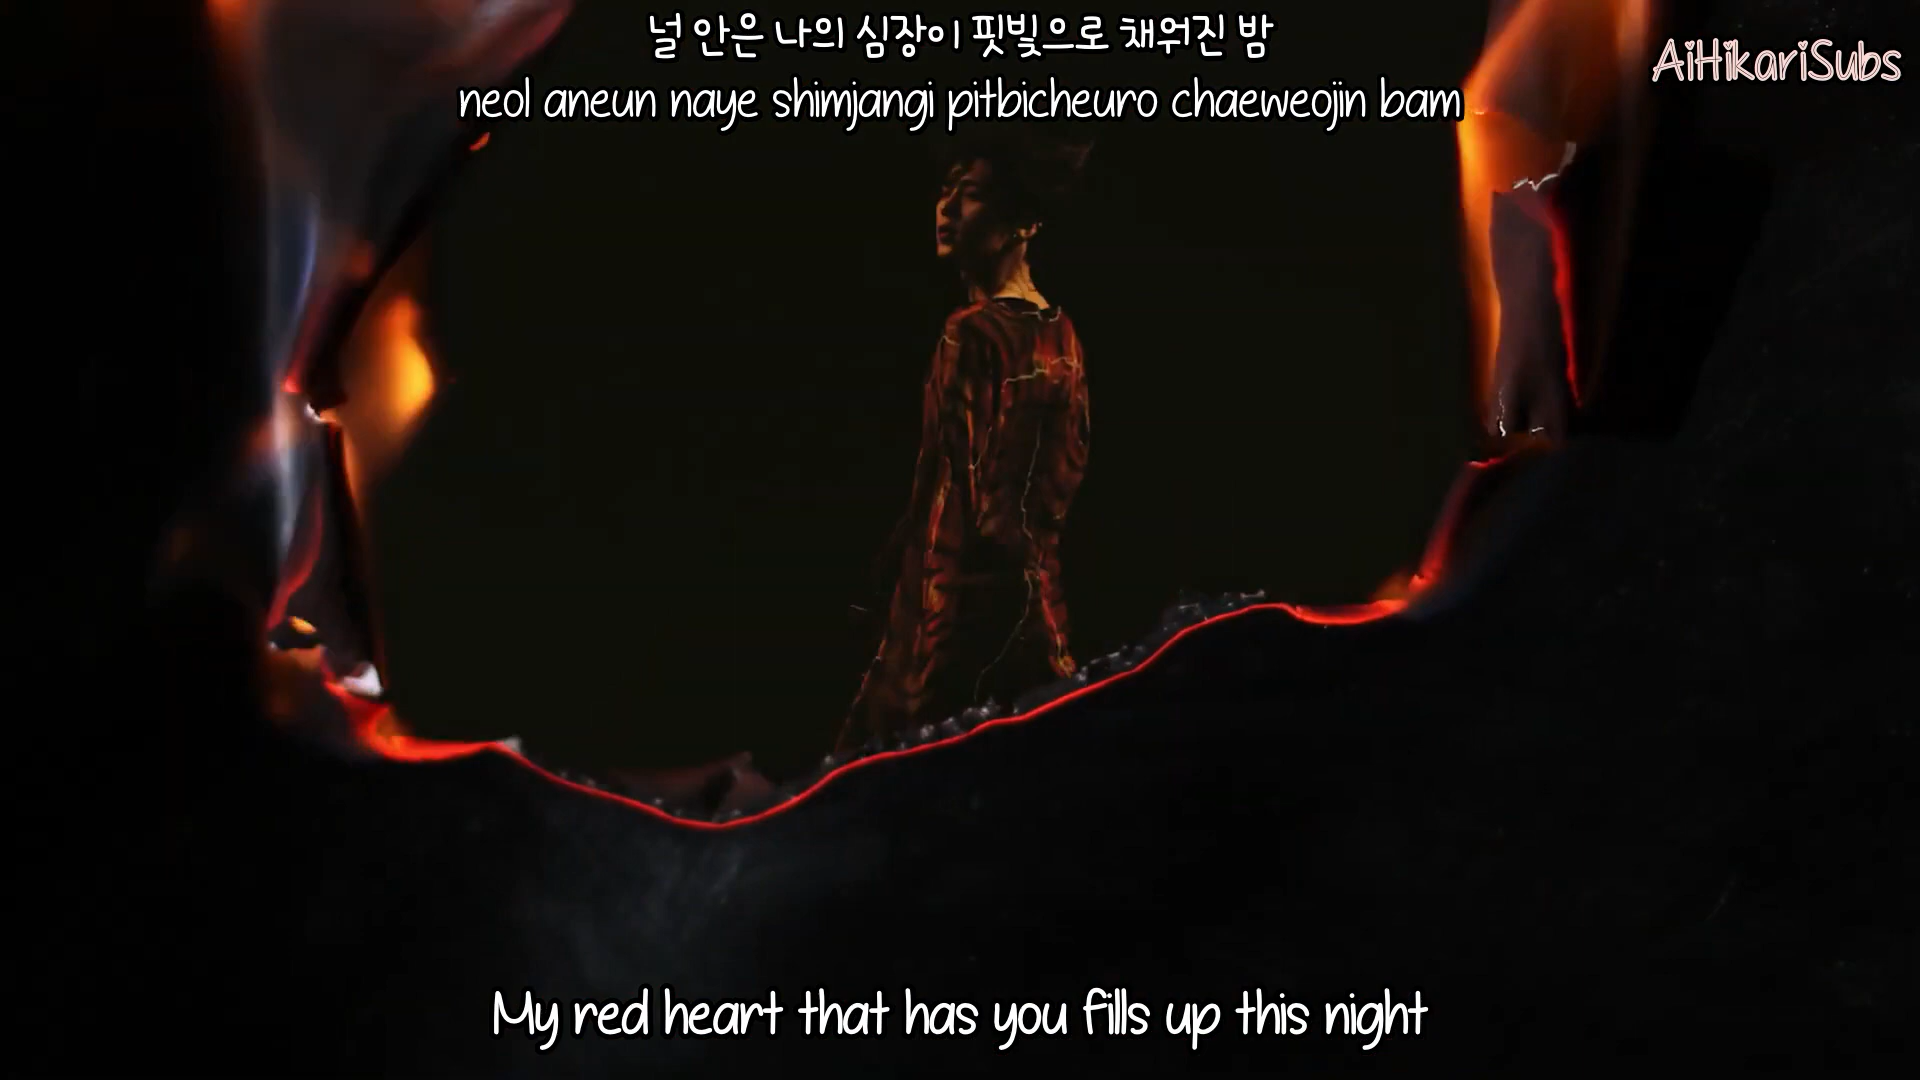 널 안은 나의 심장이 핏빛으로 채워진 밤
AiHikariSubs
neol aneun naye shimjangi pitbicheuro chaeweojin bam
My red heart that has you fills up this night